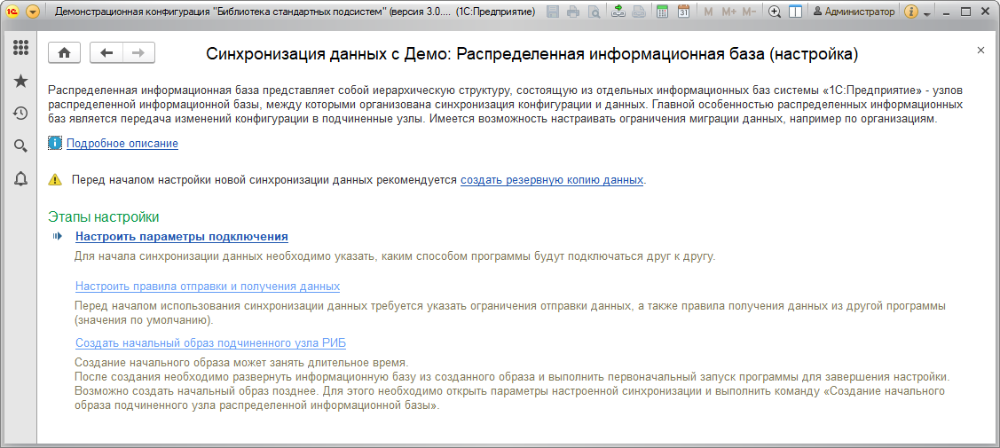 Демонстрационная конфигурация "Библиотека стандартных подсистем" (версия 3.0.... (1С:Предприятие)
M M+ M- Администратор
Синхронизация данных с Демо: Распределенная информационная база (настройка)
Распределенная информационная база представляет собой иерархическую структуру, состоящую из отдельных информационных баз системы «1С:Предприятие» - узлов
распределенной информационной базы, между которыми организована синхронизация конфигурации и данных. Главной особенностью распределенных информационных
баз является передача изменений конфигурации в подчиненные узлы. Имеется возможность настраивать ограничения миграции данных, например по организациям.
Подробное описание
Перед началом настройки новой синхронизации данных рекомендуется создать резервную копию данных.
Этапы настройки
Настроить параметры подключения
Для начала синхронизации данных необходимо указать, каким способом программы будут подключаться друг к другу.
Настроить правила отправки и получения данных
Перед началом использования синхронизации данных требуется указать ограничения отправки данных, а также правила получения данных из другой программы
(значения по умолчанию).
Создать начальный образ подчиненного узла РИБ
Создание начального образа может занять длительное время.
После создания необходимо развернуть информационную базу из созданного образа и выполнить первоначальный запуск программы для завершения настройки.
Возможно создать начальный образ позднее. Для этого необходимо открыть параметры настроенной синхронизации и выполнить команду «Создание начального
образа подчиненного узла распределенной информационной базы».